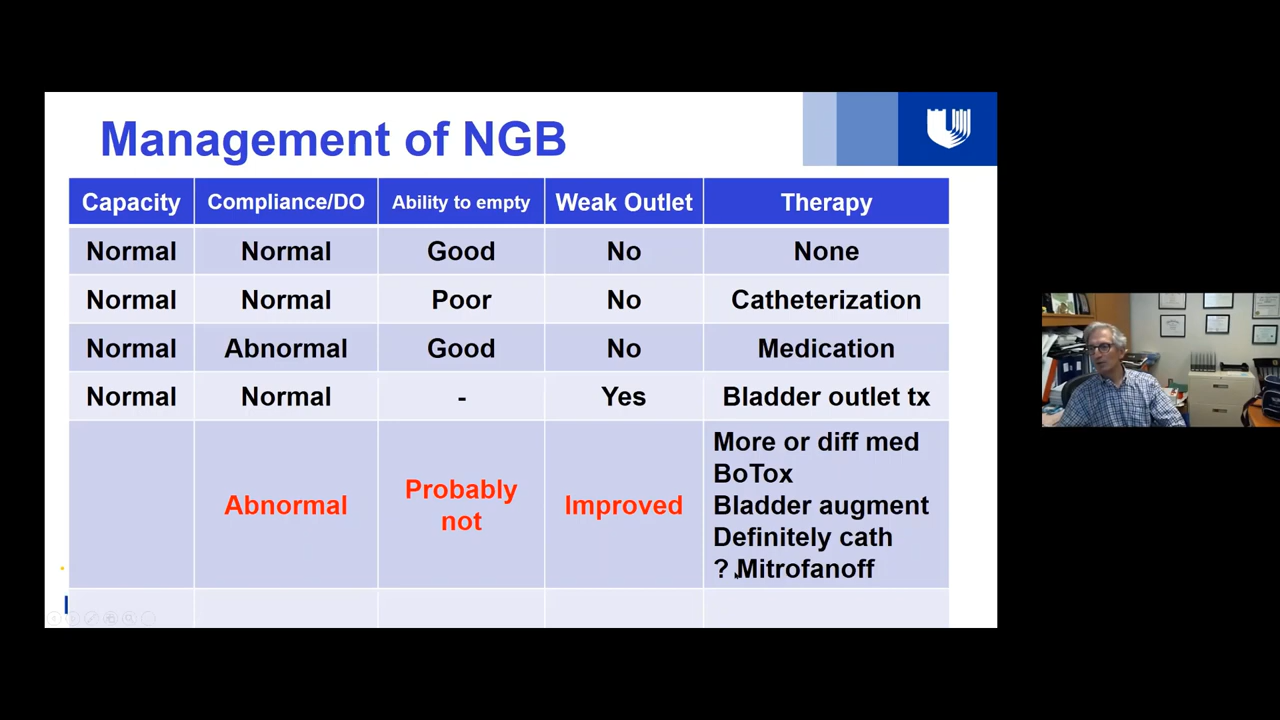 Management of NGB
Capacity Compliance/DO Ability to empty Weak Outlet Therapy
Normal Normal Good No None
Normal Normal Poor No Catheterization
Normal Abnormal Good No Medication
Normal Normal - Yes Bladder outlet tx
Abnormal
Probably
not
Improved
More or diff med
BoTox
Bladder augment
Definitely cath
? Mitrofanoff